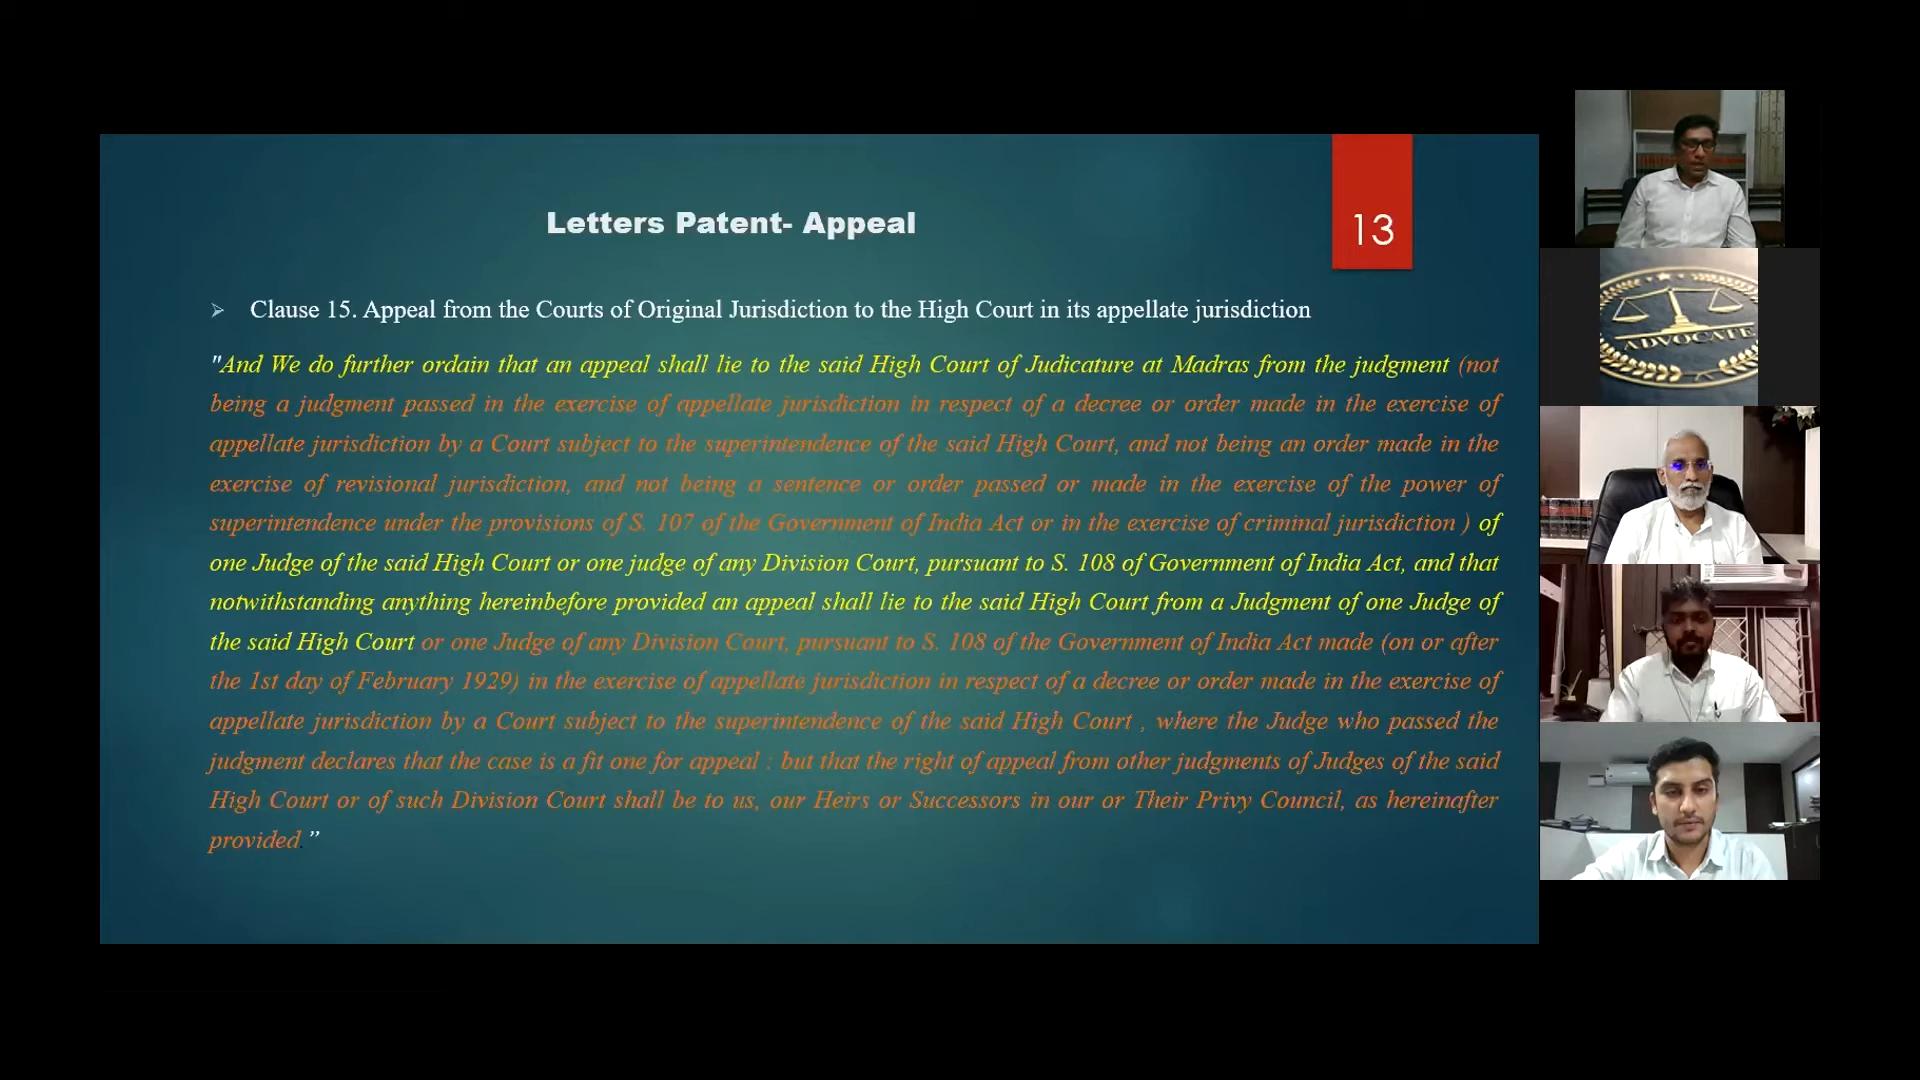 Letters Patent- Appeal
13
Clause 15. Appeal from the Courts of Original Jurisdiction to the High Court in its appellate jurisdiction
"And We do further ordain that an appeal shall lie to the said High Court of Judicature at Madras from the judgment (not
being a judgment passed in the exercise of appellate jurisdiction in respect of a decree or order made in the exercise of
appellate jurisdiction by a Court subject to the superintendence of the said High Court, and not being an order made in the
exercise of revisional jurisdiction, and not being a sentence or order passed or made in the exercise of the power of
superintendence under the provisions of S. 107 of the Government of India Act or in the exercise of criminal jurisdiction ) of
one Judge of the said High Court or one judge of any Division Court, pursuant to S. 108 of Government of India Act, and that
notwithstanding anything hereinbefore provided an appeal shall lie to the said High Court from a Judgment of one Judge of
the said High Court or one Judge of any Division Court, pursuant to S. 108 of the Government of India Act made (on or after
the 1st day of February 1929) in the exercise of appellate jurisdiction in respect of a decree or order made in the exercise of
appellate jurisdiction by a Court subject to the superintendence of the said High Court , where the Judge who passed the
judgment declares that the case is a fit one for appeal : but that the right of appeal from other judgments of Judges of the said
High Court or of such Division Court shall be to us, our Heirs or Successors in our or Their Privy Council, as hereinafter
provided.”
ADVOCATE